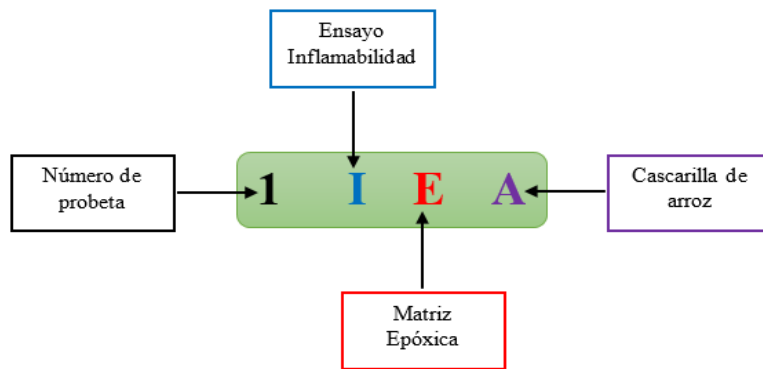 Ensayo
Inflamabilidad
Número de
probeta
1 I E A
Cascarilla de
arroz
Matriz
Epóxica